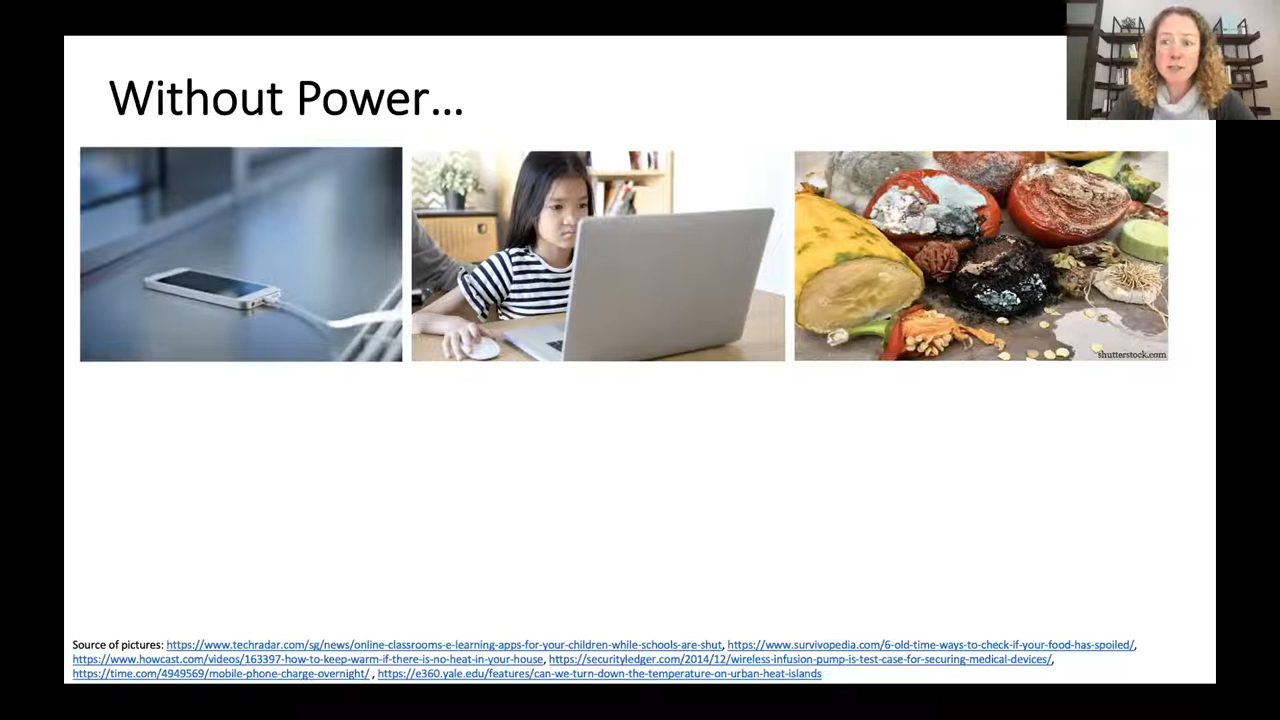 Without Power...
shutterstock.com
Source of pictures: https://www.techradar.com/sg/news/online-classrooms-e-learning-apps-for-your-children-while-schools-are-shut, https://www.survivopedia.com/6-old-time-ways-to-check-if-your-food-has-spoiled/,
https://www.howcast.com/videos/163397-how-to-keep-warm-if-there-is-no-heat-in-your-house, https://securityledger.com/2014/12/wireless-infusion-pump-is-test-case-for-securing-medical-devices/,
https://time.com/4949569/mobile-phone-charge-overnight/ , https://e360.yale.edu/features/can-we-turn-down-the-temperature-on-urban-heat-islands